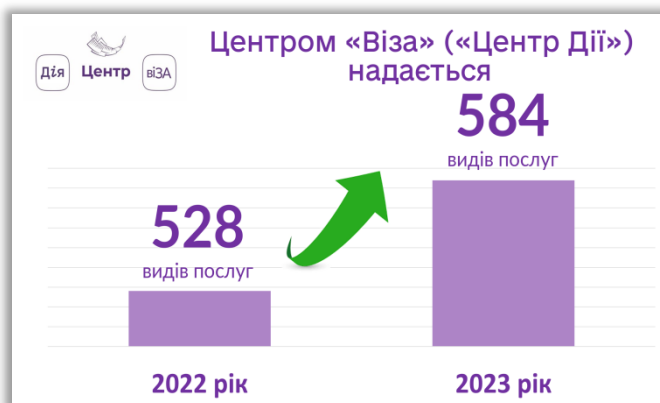 Дія Центр віЗА
Центром «Віза» («Центр Дії»)
надається
584
видів послуг
528
видів послуг
2022 рік
2023 рік